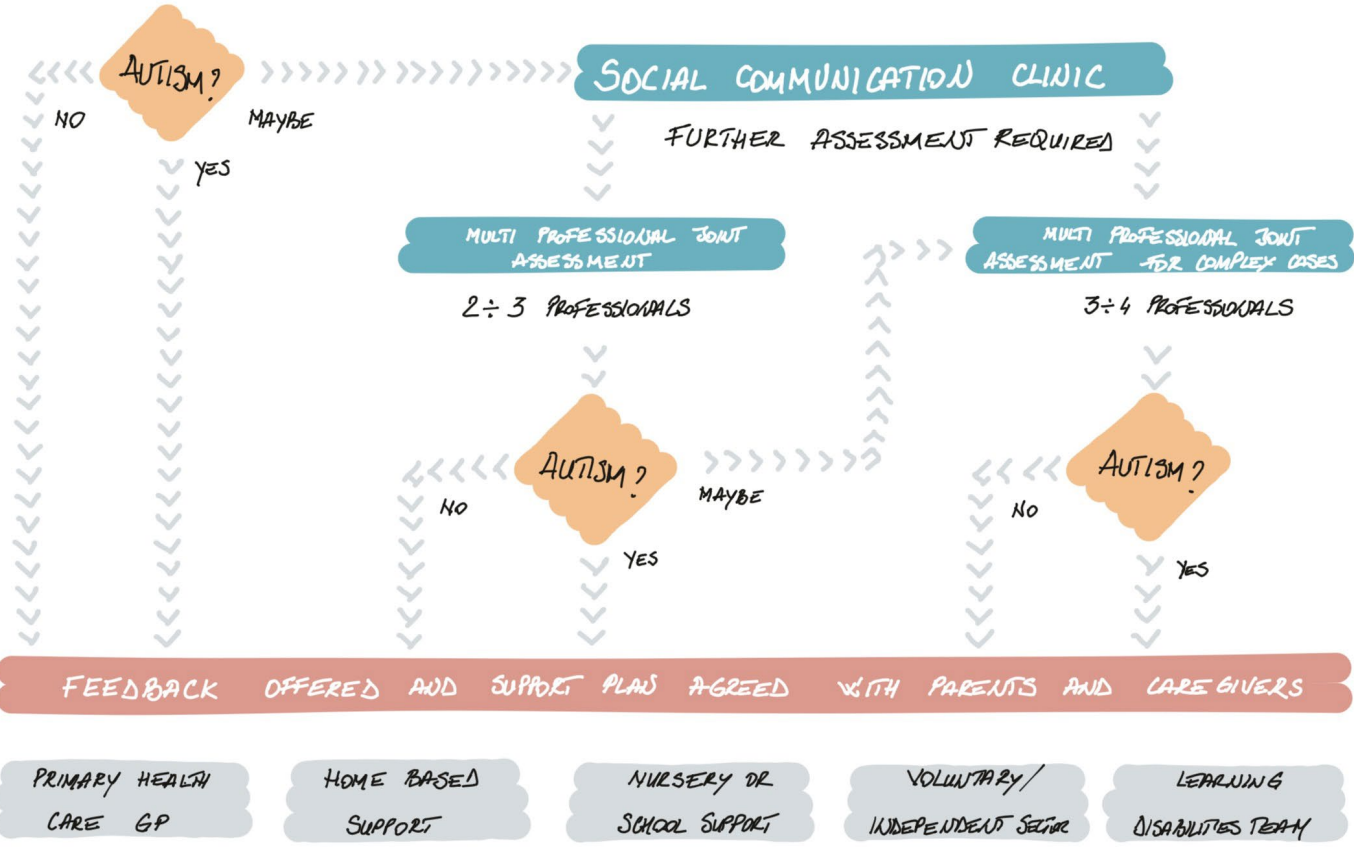 AUTISM?
NO
MAYBE
YES
SOCIAL COMMUNICATION CLINIC
FURTHER ASSESSMENT REQUIRED
MULTI PROFESSIONAL JOINT
ASSESSMENT
2÷3 PROFESSIONALS
MULTI PROFESSIONAL JOINT
ASSESSMENT FOR COMPLEX CASES
3÷4 PROFESSIONALS
AUTISM?
NO
MAYBE
YES
AUTISM?
NO
YES
FEEDBACK OFFERED AND SUPPORT PLAN AGREED WITH PARENTS AND CARE GIVERS
PRIMARY HEALTH
CARE GP
HOME BASED
SUPPORT
NURSERY OR
SCHOOL SUPPORT
VOLUNTARY/
INDEPENDENT SECTOR
LEARNING
DISABILITIES TEAM